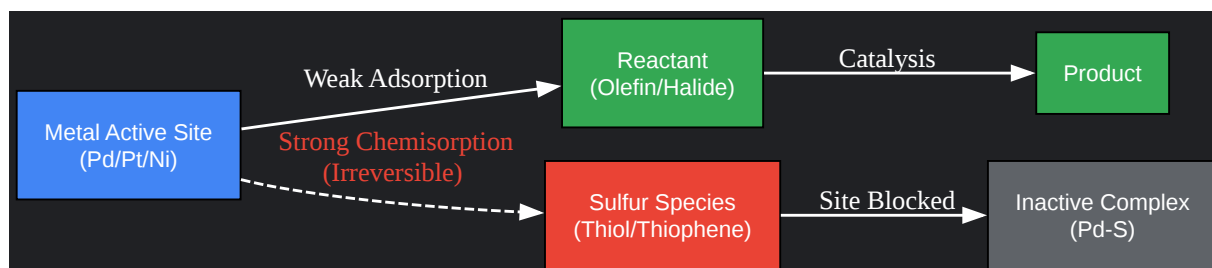 Metal Active Site
(Pd/Pt/Ni)
Weak Adsorption
Reactant
(Olefin/Halide)
Catalysis
Product
Strong Chemisorption
(Irreversible)
Sulfur Species
(Thiol/Thiophene)
Site Blocked
Inactive Complex
(Pd-S)